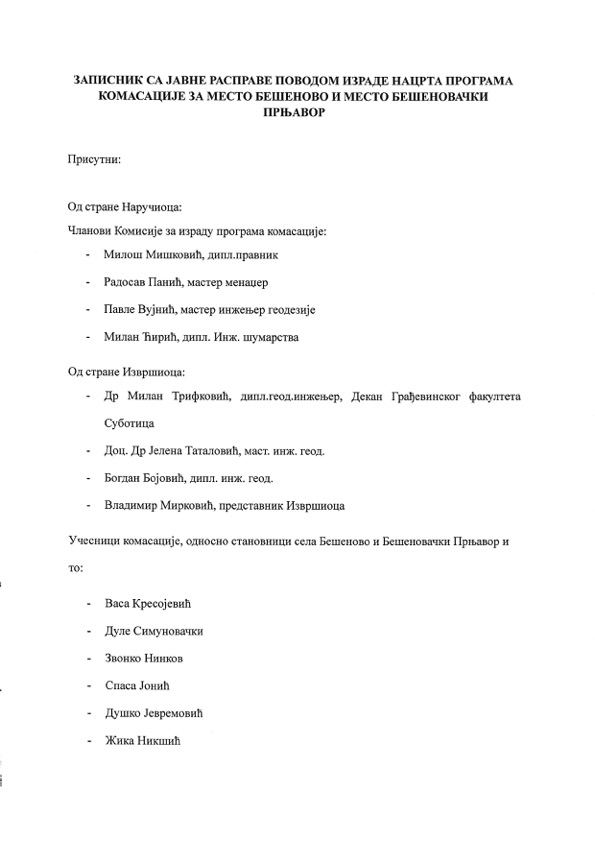 ЗАПИСНИК СА ЈАВНЕ РАСПРАВЕ ПОВОДОМ ИЗРАДЕ НАЦРТА ПРОГРАМА
КОМАСАЦИЈЕ ЗА МЕСТО БЕШЕНОВО И МЕСТО БЕШЕНОВАЧКИ
ПРЊАВОР
Присутни:
Од стране Наручиоца:
Чланови Комисије за израду програма комасације:
- Милош Мишковић, дипл.правник
- Радосав Панић, мастер менаџер
- Павле Вујнић, мастер инжењер геодезије
- Милан Ћирић, дипл. Инж. шумарства
Од стране Извршиоца:
- Др Милан Трифковић, дипл.геод.инжењер, Декан Грађевинског факултета
Суботица
- Доц. Др Јелена Таталовић, маст. инж. геод.
- Богдан Бојовић, дипл. инж. геод.
- Владимир Мирковић, представник Извршиоца
Учесници комасације, односно становници села Бешеново и Бешеновачки Прњавор и
то:
- Васа Кресојевић
- Дуле Симуновачки
- Звонко Нинков
- Спаса Јонић
- Душко Јевремовић
- Жика Никшић